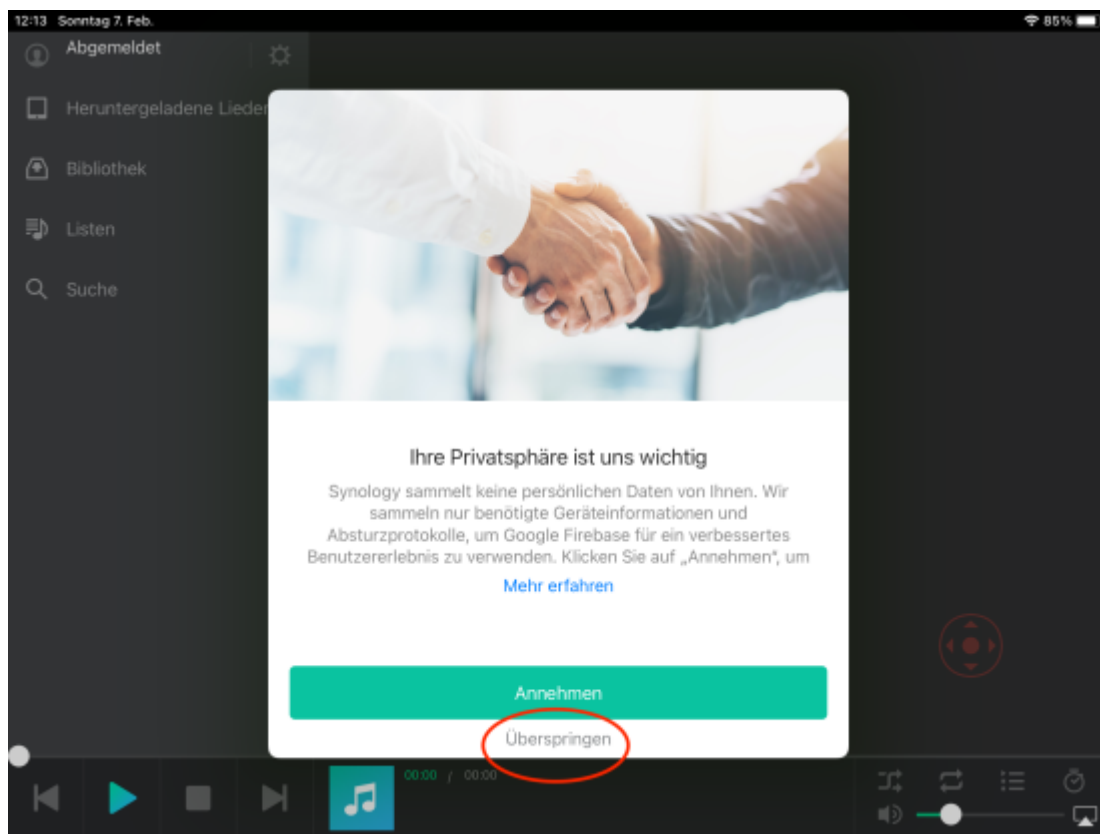 12:13 Sonntag 7. Feb.
85%
Abgemeldet
Heruntergeladene Lieder
Bibliothek
Listen
Suche
Ihre Privatsphäre ist uns wichtig
Synology sammelt keine persönlichen Daten von Ihnen. Wir
sammeln nur benötigte Geräteinformationen und
Absturzprotokolle, um Google Firebase für ein verbessertes
Benutzererlebnis zu verwenden. Klicken Sie auf „Annehmen“, um
Mehr erfahren
Annehmen
Überspringen
00:00 / 00:00